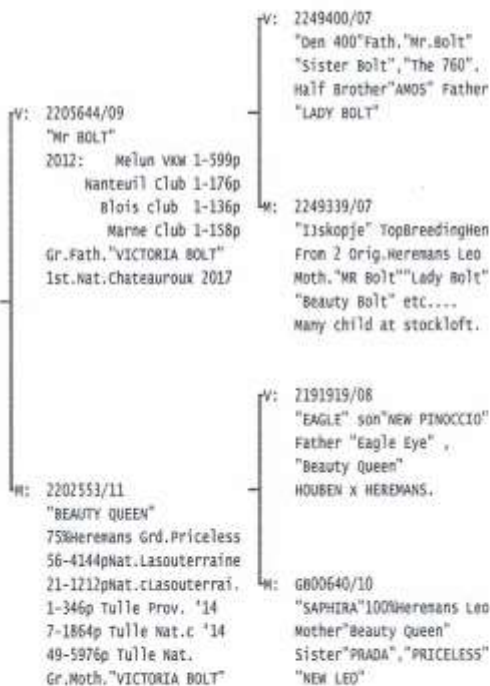 V: 2249400/07
"Den 400"Fath."Mr.Bolt"
"Sister Bolt","The 760",
Half Brother"AMOS" Father
"LADY BOLT"
V: 2205644/09
"Mr BOLT"
2012: Melun VKW 1-599p
Nanteuil Club 1-176p
Blois club 1-136p
Marne Club 1-158p
Gr.Fath."VICTORIA BOLT"
1st.Nat.Chateauroux 2017
M: 2249339/07
"IJskopje" TopBreedingHen
From 2 Orig.Heremans Leo
Moth."MR Bolt""Lady Bolt"
"Beauty Bolt" etc....
Many child at stockloft.
V: 2191919/08
"EAGLE" son"NEW PINOCCIO"
Father "Eagle Eye" ,
"Beauty Queen"
HOUBEN x HEREMANS.
M: 2202553/11
"BEAUTY QUEEN"
75%Heremans Grd.Priceless
56-4144pNat.Lasouterraine
21-1212pNat.cLasouterrai.
1-346p Tulle Prov. '14
7-1864p Tulle Nat.c '14
49-5976p Tulle Nat.
Gr.Moth."VICTORIA BOLT"
M: GB00640/10
"SAPHIRA"100%Heremans Leo
Mother"Beauty Queen"
Sister"PRADA","PRICELESS"
"NEW LEO"